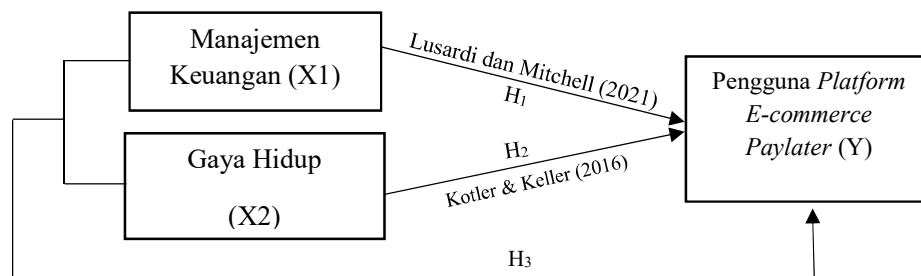 Manajemen
Keuangan (X1)
Lusardi dan Mitchell (2021)
H1
Pengguna Platform
E-commerce
Paylater (Y)
Gaya Hidup
(X2)
H2
Kotler & Keller (2016)
H3